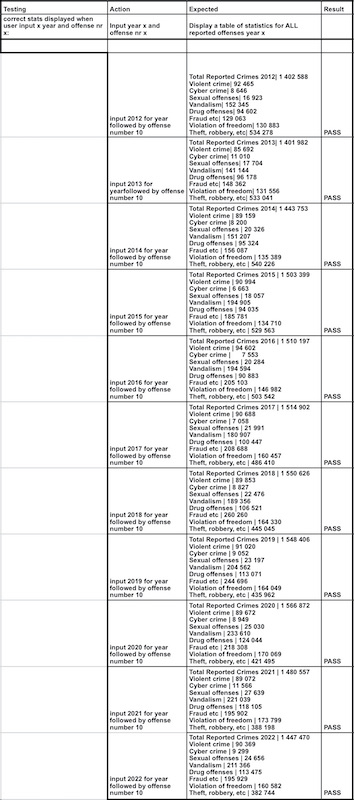 Testing Action Expected Result
correct stats displayed when user input x year and offense nr x:
Input year x and offense nr x
Display a table of statistics for ALL reported offenses year x
input 2012 for year followed by offense number 10
Total Reported Crimes 2012| 1 402 588
Violent crime| 92 465
Cyber crime| 8 646
Sexual offenses| 16 923
Vandalism| 152 345
Drug offenses| 94 602
Fraud etc| 129 063
Violation of freedom| 130 883
Theft, robbery, etc| 534 278
PASS
input 2013 for yearfollowed by offense number 10
Total Reported Crimes 2013| 1 401 982
Violent crime| 85 692
Cyber crime| 11 010
Sexual offenses| 17 704
Vandalism| 141 144
Drug offenses| 96 178
Fraud etc| 148 362
Violation of freedom| 131 556
Theft, robbery, etc| 533 041
PASS
input 2014 for year followed by offense number 10
Total Reported Crimes 2014| 1 443 753
Violent crime | 89 159
Cyber crime |8 200
Sexual offenses | 20 326
Vandalism | 151 207
Drug offenses | 95 324
Fraud etc | 156 087
Violation of freedom | 135 389
Theft, robbery, etc | 540 226
PASS
input 2015 for year followed by offense number 10
Total Reported Crimes 2015 | 1 503 399
Violent crime | 90 994
Cyber crime | 6 663
Sexual offenses | 18 057
Vandalism | 194 905
Drug offenses | 94 035
Fraud etc | 185 781
Violation of freedom | 134 710
Theft, robbery, etc | 529 563
PASS
input 2016 for year followed by offense number 10
Total Reported Crimes 2016 | 1 510 197
Violent crime | 94 602
Cyber crime | 7 553
Sexual offenses | 20 284
Vandalism | 194 594
Drug offenses | 90 883
Fraud etc | 205 103
Violation of freedom | 146 982
Theft, robbery, etc | 503 542
PASS
input 2017 for year followed by offense number 10
Total Reported Crimes 2017 | 1 514 902
Violent crime | 90 688
Cyber crime | 7 058
Sexual offenses | 21 991
Vandalism | 180 907
Drug offenses | 100 447
Fraud etc | 208 688
Violation of freedom | 160 457
Theft, robbery, etc | 486 410
PASS
input 2018 for year followed by offense number 10
Total Reported Crimes 2018 | 1 550 626
Violent crime | 89 853
Cyber crime | 8 827
Sexual offenses | 22 476
Vandalism | 189 356
Drug offenses | 106 521
Fraud etc | 260 260
Violation of freedom | 164 330
Theft, robbery, etc | 445 045
PASS
input 2019 for year followed by offense number 10
Total Reported Crimes 2019 | 1 548 406
Violent crime | 91 020
Cyber crime | 9 052
Sexual offenses | 23 197
Vandalism | 204 562
Drug offenses | 113 071
Fraud etc | 244 696
Violation of freedom | 164 049
Theft, robbery, etc | 435 962
PASS
input 2020 for year followed by offense number 10
Total Reported Crimes 2020 | 1 566 872
Violent crime | 89 672
Cyber crime | 8 949
Sexual offenses | 25 030
Vandalism | 233 610
Drug offenses | 124 044
Fraud etc | 218 308
Violation of freedom | 170 069
Theft, robbery, etc | 421 495
PASS
input 2021 for year followed by offense number 10
Total Reported Crimes 2021 | 1 480 557
Violent crime | 89 072
Cyber crime | 11 566
Sexual offenses | 27 639
Vandalism | 221 039
Drug offenses | 118 105
Fraud etc | 195 902
Violation of freedom | 173 799
Theft, robbery, etc | 388 198
PASS
input 2022 for year followed by offense number 10
Total Reported Crimes 2022 | 1 447 470
Violent crime | 90 369
Cyber crime | 9 299
Sexual offenses | 24 656
Vandalism | 211 366
Drug offenses | 113 475
Fraud etc | 195 929
Violation of freedom | 160 582
Theft, robbery, etc | 382 744
PASS